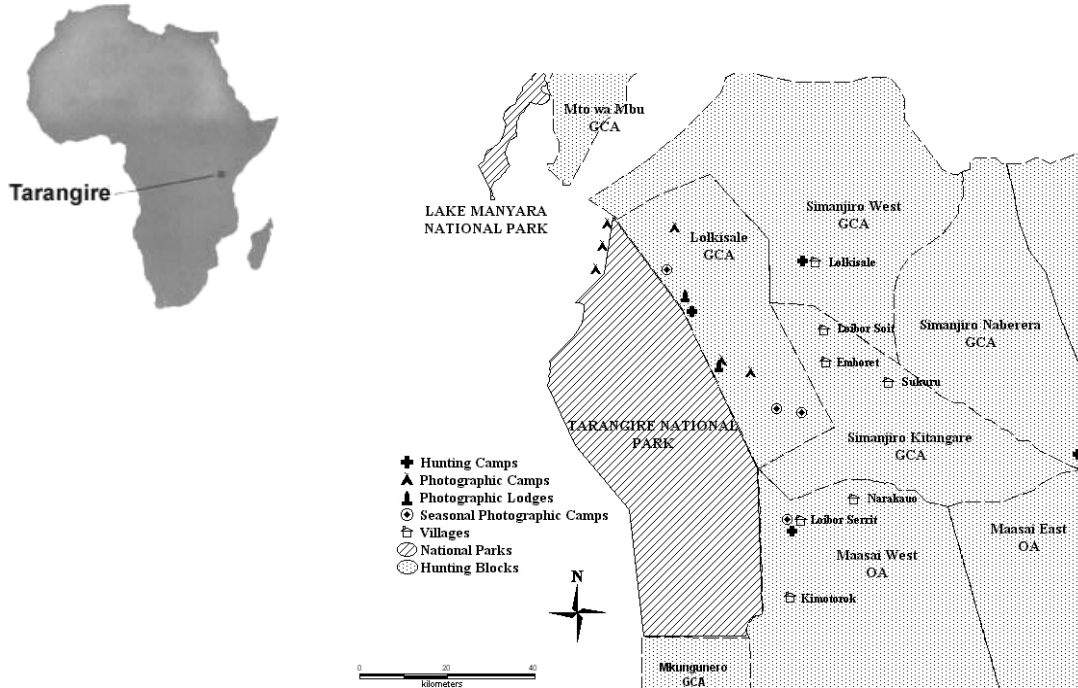 Tarangire
Mto wa Mbu
GCA
LAKE MANYARA
NATIONAL PARK
Simanjiro West
GCA
Lolkisale
GCA
Lolkisale
Simanjiro Naberera
GCA
Loibor Soit
Emboret
Sukuru
TARANGIRE NATIONAL
PARK
Simanjiro Kitangare
GCA
Hunting Camps
Photographic Camps
Photographic Lodges
Seasonal Photographic Camps
Villages
National Parks
Hunting Blocks
Narakauo
Loibor Serrit
Maasai East
OA
Maasai West
OA
Kimotorok
N
Mkungunero
GCA
0 20 40
kilometers